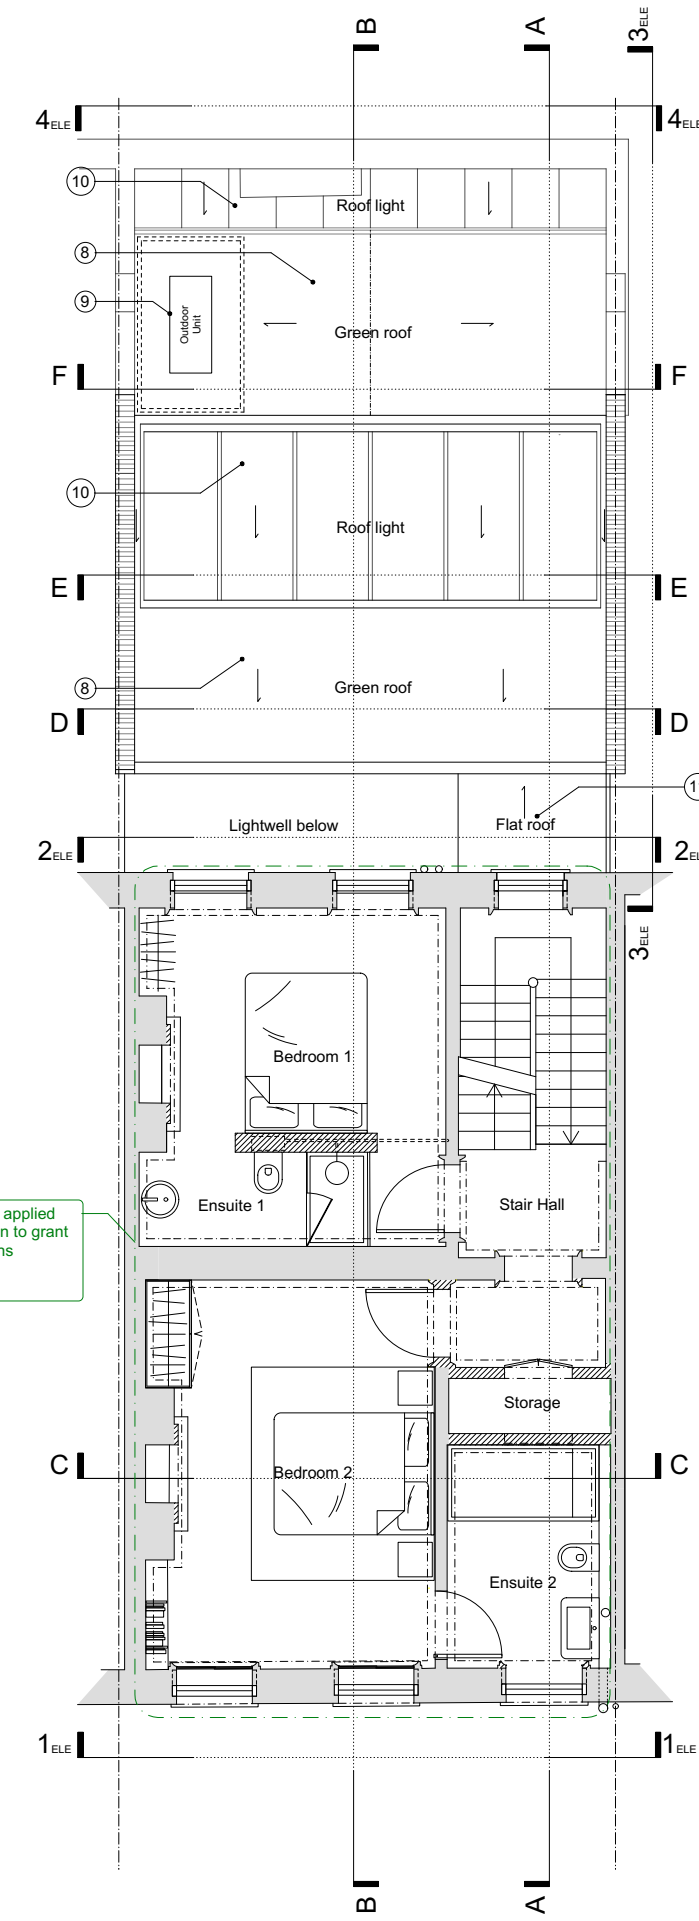 B
A
3ELE
4ELE
4ELE
10
Roof light
8
9
Outdoor
Unit
Green roof
F
F
10
Roof light
E
E
8
Green roof
D
D
1
Lightwell below
Flat roof
2ELE
2ELE
3ELE
Bedroom 1
Ensuite 1
Stair Hall
applied
n to grant
ns
Storage
C
C
Bedroom 2
Ensuite 2
1ELE
1ELE
B
A